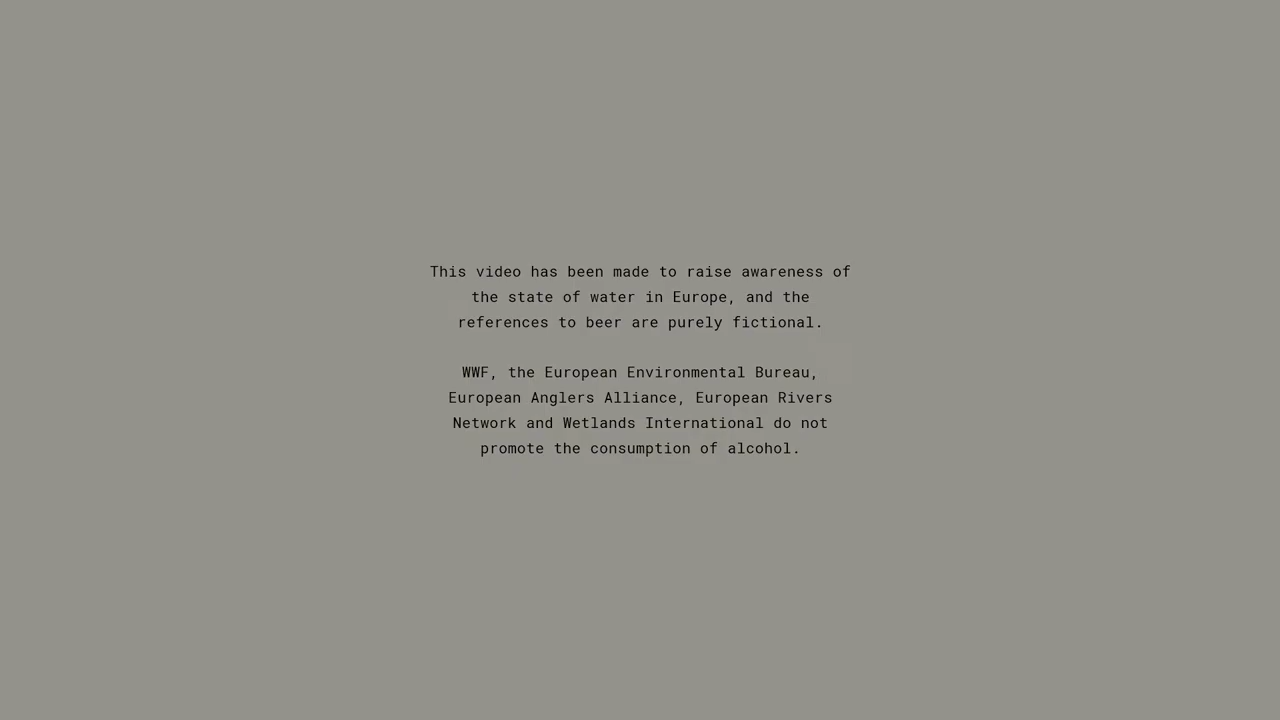 This video has been made to raise awareness of
the state of water in Europe, and the
references to beer are purely fictional.
WWF, the European Environmental Bureau,
European Anglers Alliance, European Rivers
Network and Wetlands International do not
promote the consumption of alcohol.